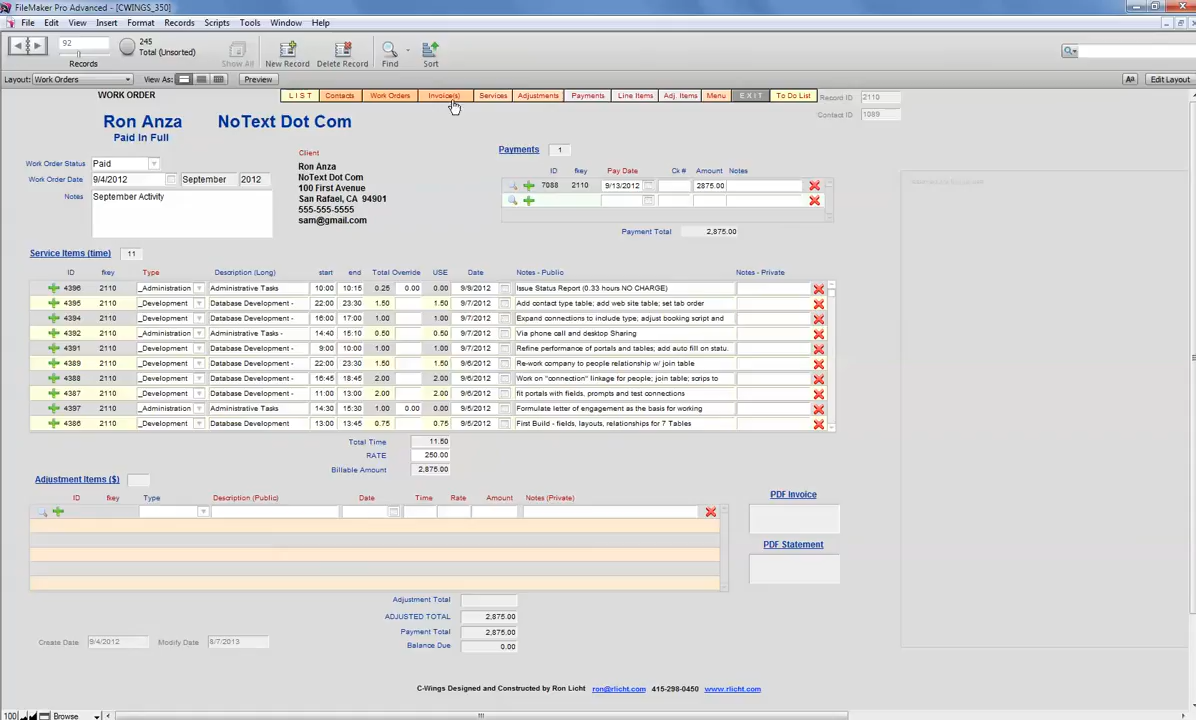 FileMaker Pro Advanced - [CWINGS_350]
File Edit View Insert Format Records Scripts Tools Window Help
92 245 Total (Unsorted)
Records Show All New Record Delete Record Find Sort
Layout: Work Orders View As: Preview Aa Edit Layout
WORK ORDER L I S T Contacts Work Orders Invoice(s) Services Adjustments Payments Line Items Adj. Items Menu E X I T To Do List Record ID 2110
Contact ID 1089
Ron Anza NoText Dot Com
Paid In Full
Work Order Status Paid
Work Order Date 9/4/2012 September 2012
Notes September Activity
Client
Ron Anza
NoText Dot Com
100 First Avenue
San Rafael, CA 94901
555-555-5555
sam@gmail.com
Payments 1
ID fkey Pay Date Ck # Amount Notes
7088 2110 9/13/2012 2875.00
Payment Total 2,875.00
Service Items (time) 11
ID fkey Type Description (Long) start end Total Override USE Date Notes - Public Notes - Private
4396 2110 _Administration Administrative Tasks 10:00 10:15 0.25 0.00 0.00 9/9/2012 Issue Status Report (0.33 hours NO CHARGE)
4395 2110 _Development Database Development - 22:00 23:30 1.50 1.50 9/7/2012 Add contact type table; add web site table; set tab order
4394 2110 _Development Database Development - 16:00 17:00 1.00 1.00 9/7/2012 Expand connections to include type; adjust booking script and
4392 2110 _Administration Administrative Tasks - 14:40 15:10 0.50 0.50 9/7/2012 Via phone call and desktop Sharing
4391 2110 _Development Database Development - 9:00 10:00 1.00 1.00 9/7/2012 Refine performance of portals and tables; add auto fill on statu.
4389 2110 _Development Database Development - 22:00 23:30 1.50 1.50 9/6/2012 Re-work company to people relationship w/ join table
4388 2110 _Development Database Development - 16:45 18:45 2.00 2.00 9/6/2012 Work on "connection" linkage for people; join table; scripts to
4387 2110 _Development Database Development - 11:00 13:00 2.00 2.00 9/6/2012 fit portals with fields, prompts and test connections
4397 2110 _Administration Administrative Tasks 14:30 15:30 1.00 0.00 0.00 9/5/2012 Formulate letter of engagement as the basis for working
4386 2110 _Development Database Development 13:00 13:45 0.75 0.75 9/5/2012 First Build - fields, layouts, relationships for 7 Tables
Total Time 11.50
RATE 250.00
Billable Amount 2,875.00
Adjustment Items ($)
ID fkey Type Description (Public) Date Time Rate Amount Notes (Private)
PDF Invoice
PDF Statement
Adjustment Total
ADJUSTED TOTAL 2,875.00
Payment Total 2,875.00
Balance Due 0.00
Create Date 9/4/2012 Modify Date 8/7/2013
C-Wings Designed and Constructed by Ron Licht ron@rlicht.com 415-298-0450 www.rlicht.com
100 Browse